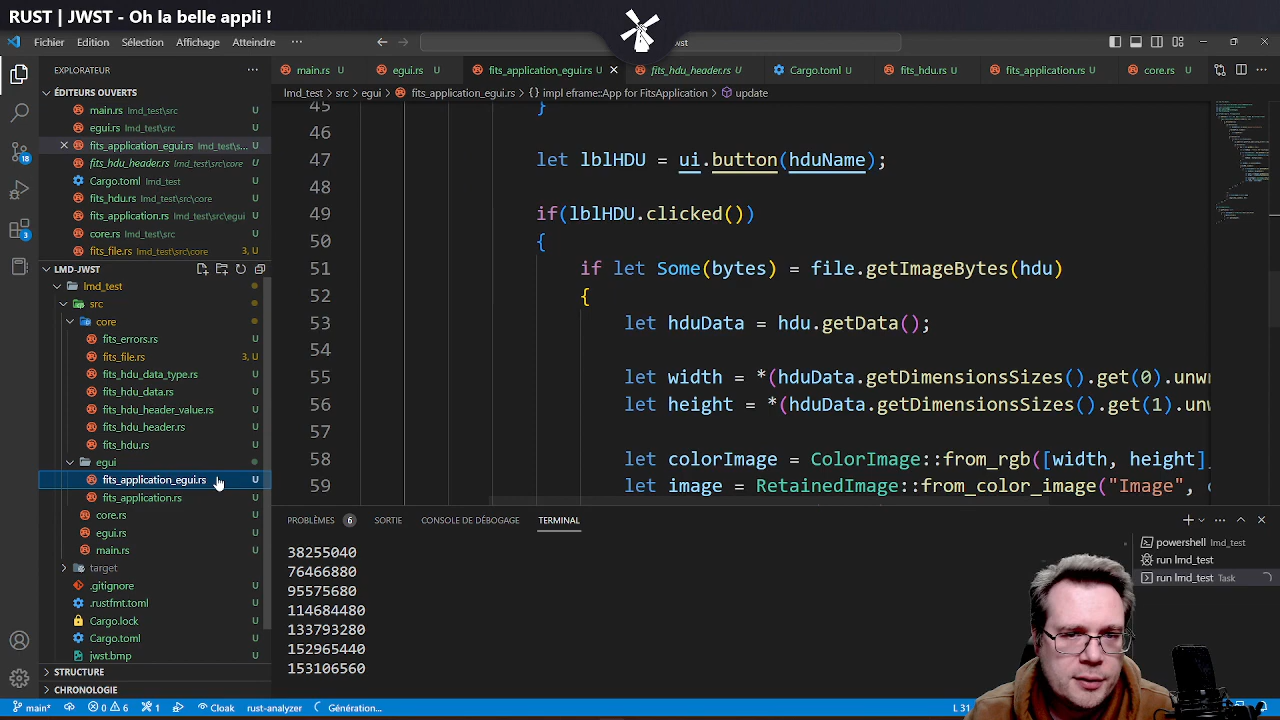 RUST | JWST - Oh la belle appli !
Fichier Edition Sélection Affichage Atteindre ... wst
EXPLORATEUR ...
main.rs U egui.rs U fits_application_egui.rs U fits_hdu_header.rs U Cargo.toml U fits_hdu.rs U fits_application.rs U core.rs U
ÉDITEURS OUVERTS
lmd_test > src > egui > fits_application_egui.rs > {} impl eframe::App for FitsApplication > update
main.rs lmd_test\src U
egui.rs lmd_test\src U
fits_application_egui.rs lmd_test\s... U
fits_hdu_header.rs lmd_test\src\core U
Cargo.toml lmd_test U
fits_hdu.rs lmd_test\src\core U
fits_application.rs lmd_test\src\egui U
core.rs lmd_test\src U
fits_file.rs lmd_test\src\core 3, U
LMD-JWST
lmd_test
src
core
fits_errors.rs U
fits_file.rs 3, U
fits_hdu_data_type.rs U
fits_hdu_data.rs U
fits_hdu_header_value.rs U
fits_hdu_header.rs U
fits_hdu.rs U
egui
fits_application_egui.rs U
fits_application.rs U
core.rs U
egui.rs U
main.rs U
target
.gitignore U
.rustfmt.toml U
Cargo.lock U
Cargo.toml U
jwst.bmp U
STRUCTURE
CHRONOLOGIE
18
3
45 }
46
47 let lblHDU = ui.button(hduName);
48
49 if(lblHDU.clicked())
50 {
51 if let Some(bytes) = file.getImageBytes(hdu)
52 {
53 let hduData = hdu.getData();
54
55 let width = *(hduData.getDimensionsSizes().get(0).unw
56 let height = *(hduData.getDimensionsSizes().get(1).unw
57
58 let colorImage = ColorImage::from_rgb([width, height]
59 let image = RetainedImage::from_color_image("Image", c
PROBLÈMES 6 SORTIE CONSOLE DE DÉBOGAGE TERMINAL
38255040
76466880
95575680
114684480
133793280
152965440
153106560
powershell lmd_test
run lmd_test
run lmd_test Task
main* 0 6 1 Cloak rust-analyzer Génération... L 31